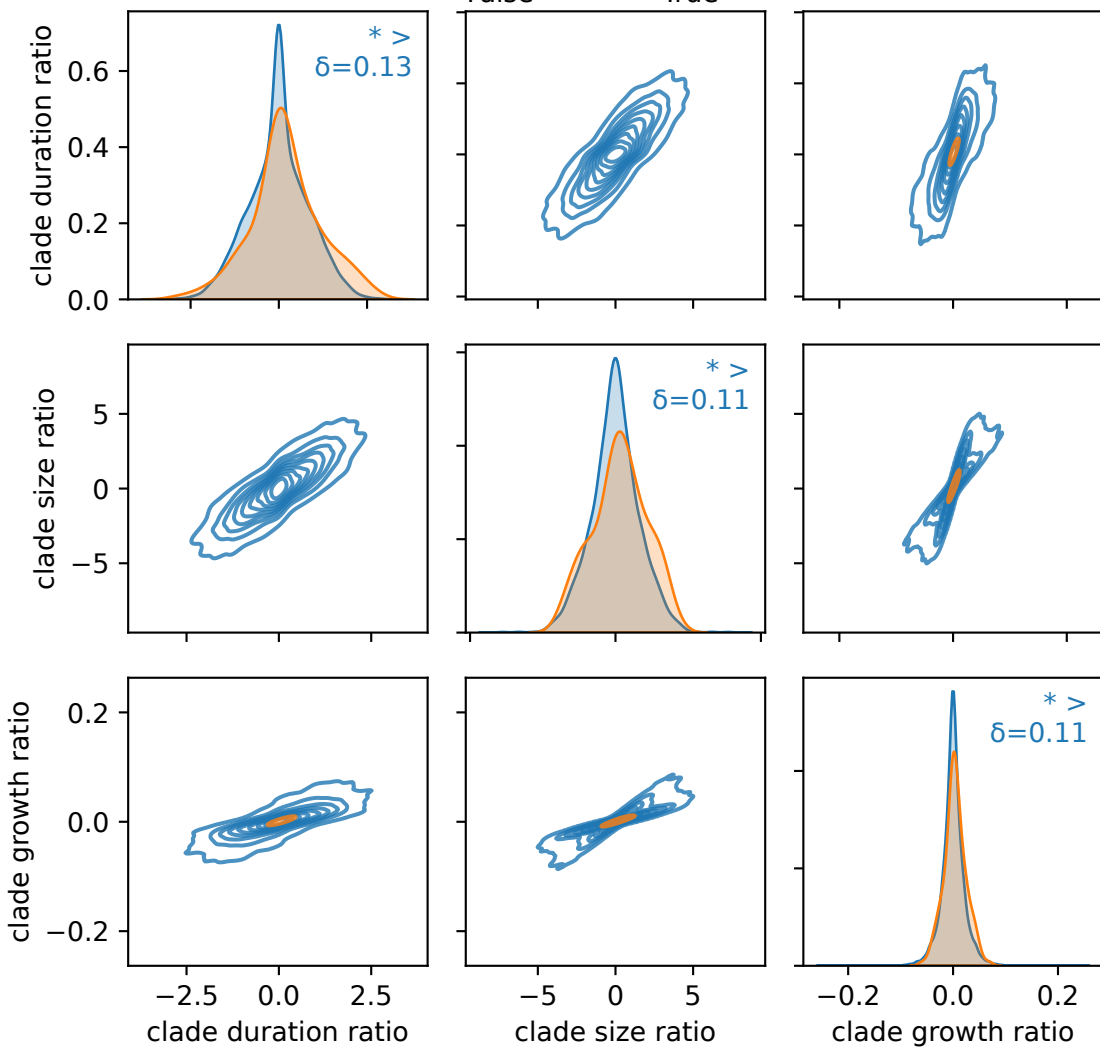 clade duration ratio
0.6
0.4
0.2
0.0
* >
δ=0.13
clade size ratio
5
0
−5
* >
δ=0.11
clade growth ratio
0.2
0.0
−0.2
* >
δ=0.11
−2.5 0.0 2.5
−5 0 5
−0.2 0.0 0.2
clade duration ratio
clade size ratio
clade growth ratio